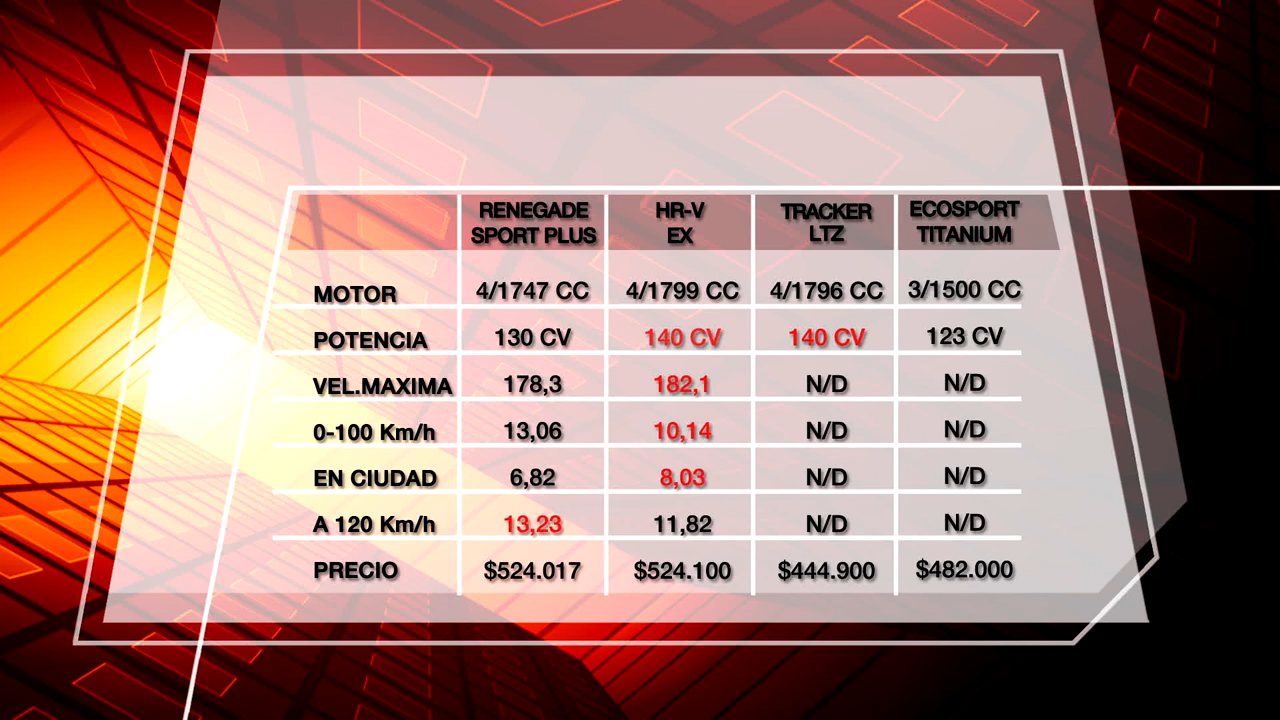 RENEGADE SPORT PLUS HR-V EX TRACKER LTZ ECOSPORT TITANIUM
MOTOR 4/1747 CC 4/1799 CC 4/1796 CC 3/1500 CC
POTENCIA 130 CV 140 CV 140 CV 123 CV
VEL.MAXIMA 178,3 182,1 N/D N/D
0-100 Km/h 13,06 10,14 N/D N/D
EN CIUDAD 6,82 8,03 N/D N/D
A 120 Km/h 13,23 11,82 N/D N/D
PRECIO $524.017 $524.100 $444.900 $482.000